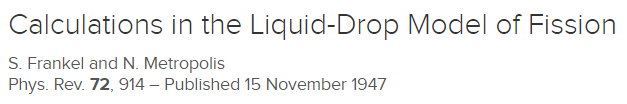 Calculations in the Liquid-Drop Model of Fission
S. Frankel and N. Metropolis
Phys. Rev. 72, 914 – Published 15 November 1947